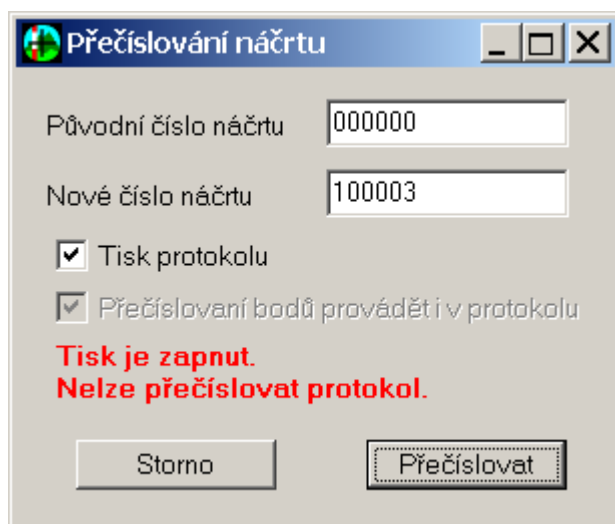 Přečíslování náčrtu
Původní číslo náčrtu 000000
Nové číslo náčrtu 100003
Tisk protokolu
Přečíslovaní bodů provádět i v protokolu
Tisk je zapnut.
Nelze přečíslovat protokol.
Storno Přečíslovat